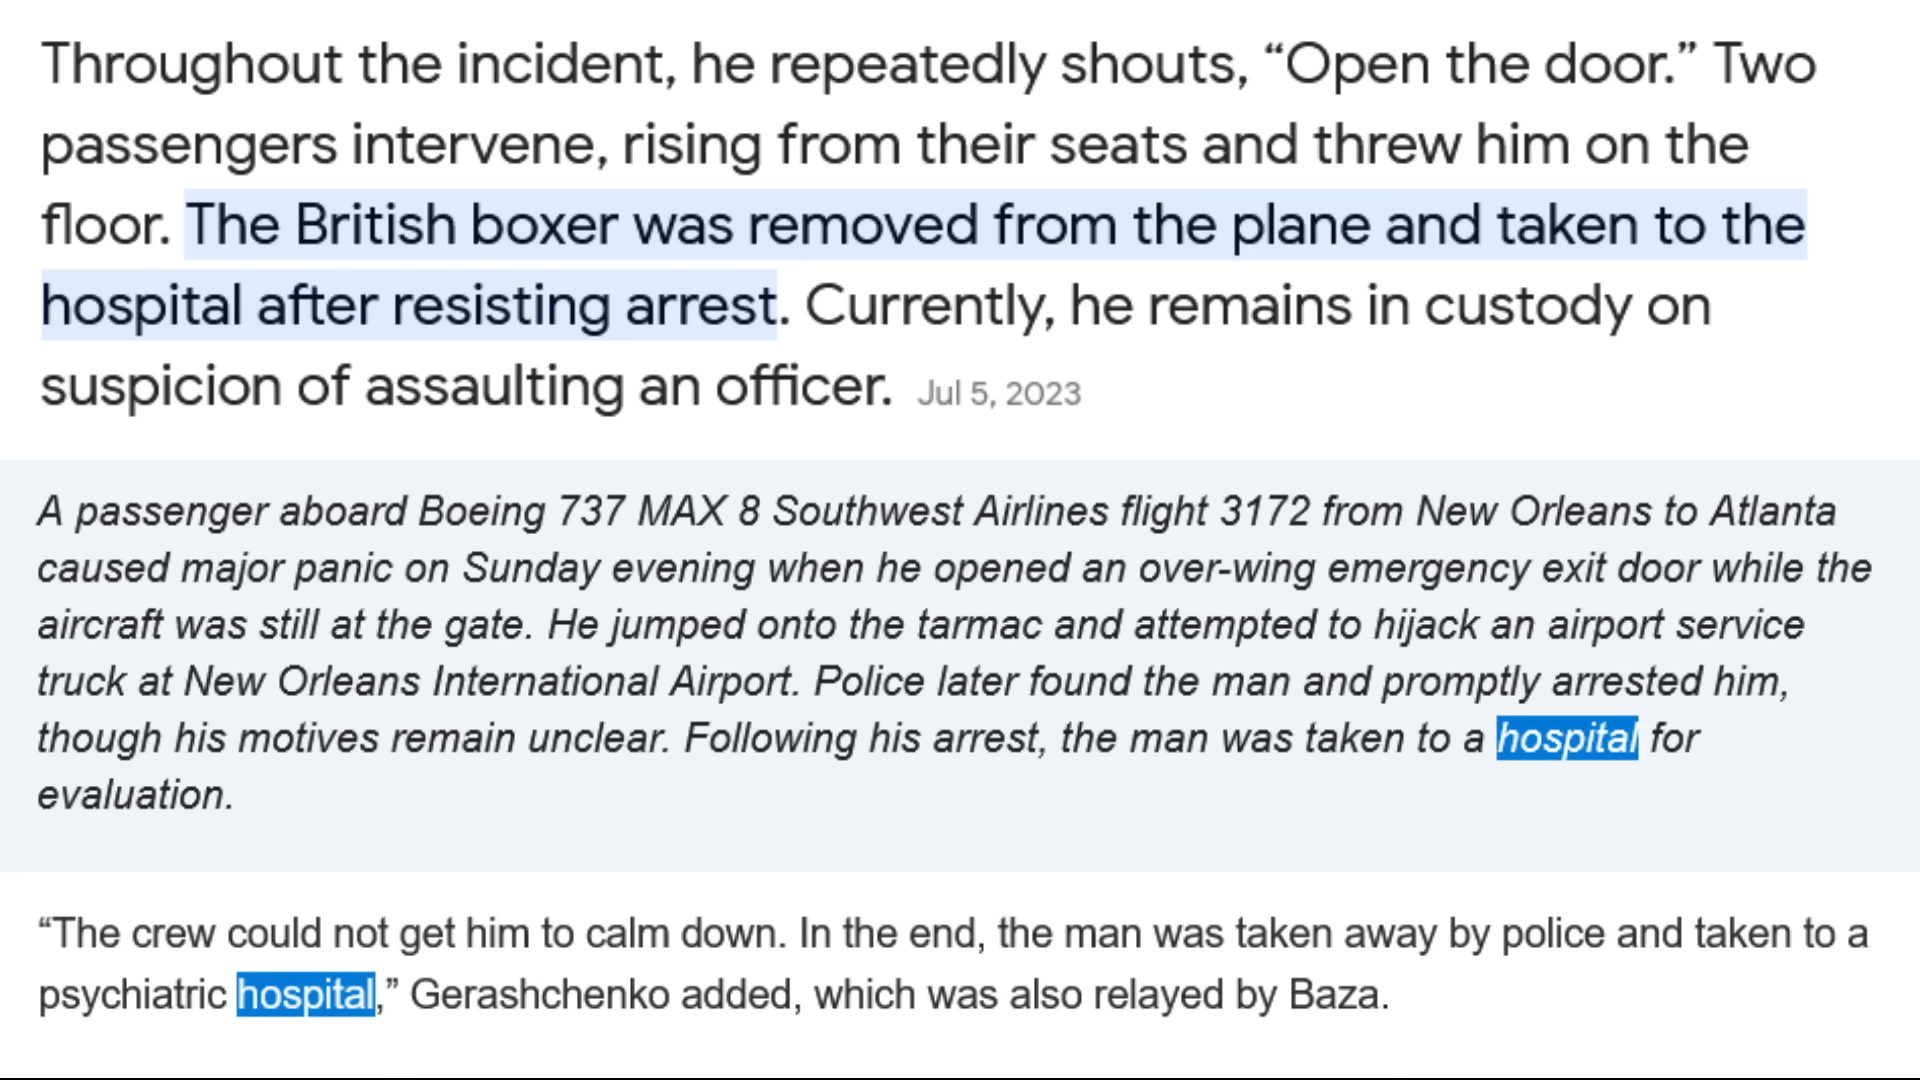 Throughout the incident, he repeatedly shouts, “Open the door.” Two
passengers intervene, rising from their seats and threw him on the
floor. The British boxer was removed from the plane and taken to the
hospital after resisting arrest. Currently, he remains in custody on
suspicion of assaulting an officer. Jul 5, 2023
A passenger aboard Boeing 737 MAX 8 Southwest Airlines flight 3172 from New Orleans to Atlanta
caused major panic on Sunday evening when he opened an over-wing emergency exit door while the
aircraft was still at the gate. He jumped onto the tarmac and attempted to hijack an airport service
truck at New Orleans International Airport. Police later found the man and promptly arrested him,
though his motives remain unclear. Following his arrest, the man was taken to a hospital for
evaluation.
“The crew could not get him to calm down. In the end, the man was taken away by police and taken to a
psychiatric hospital,” Gerashchenko added, which was also relayed by Baza.